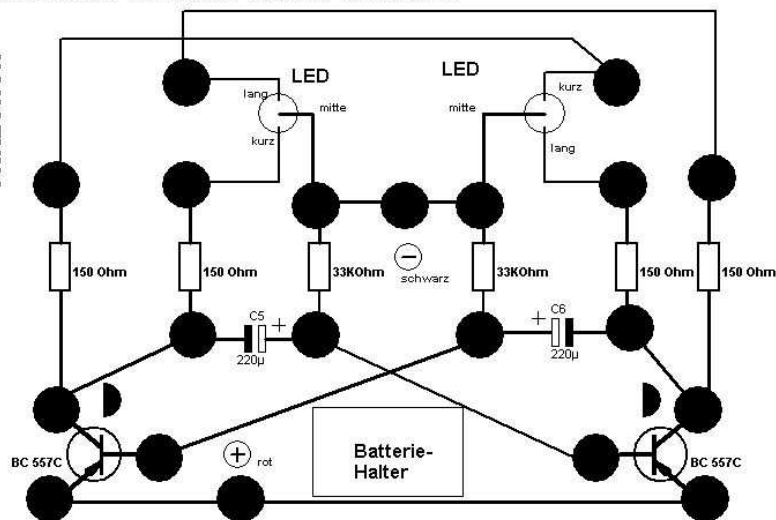 LED
LED
lang
mitte
kurz
mitte
kurz
lang
150 Ohm
150 Ohm
33KOhm
−
schwarz
33KOhm
150 Ohm
150 Ohm
C5
+
220µ
C6
+
220µ
BC 557C
+
rot
Batterie-
Halter
BC 557C